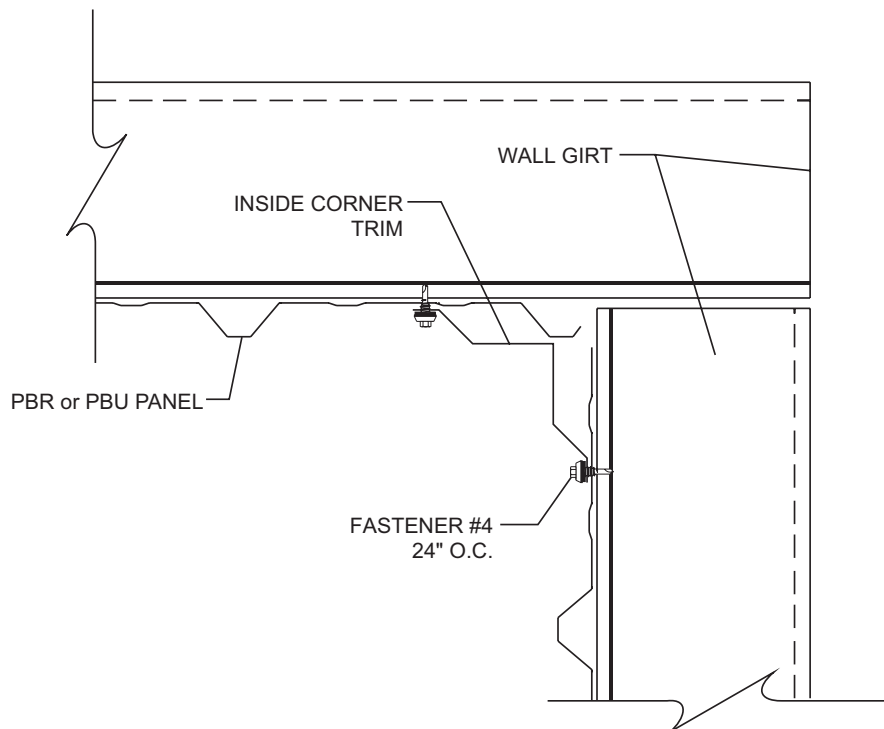 WALL GIRT
INSIDE CORNER
TRIM
PBR or PBU PANEL
FASTENER #4
24" O.C.